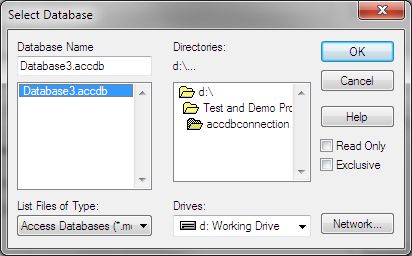 Select Database
Database Name
Database3.accdb
Database3.accdb
List Files of Type:
Access Databases (*.m
Directories:
d:\...
d:\
Test and Demo Pro
accdbconnection
Drives:
d: Working Drive
OK
Cancel
Help
Read Only
Exclusive
Network...